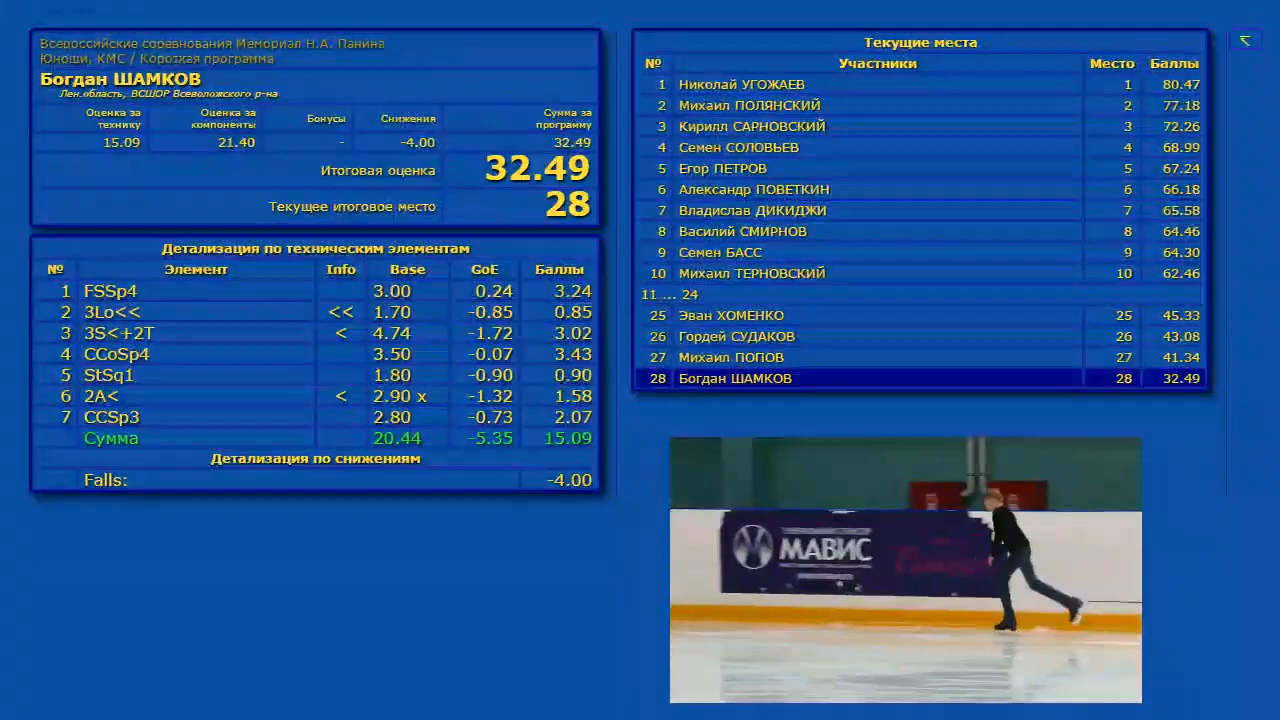 Всероссийские соревнования Мемориал Н.А. Панина
Юноши, КМС / Короткая программа
Богдан ШАМКОВ
Лен.область, ВСШОР Всеволожского р-на
Оценка за технику Оценка за компоненты Бонусы Снижения Сумма за программу
15.09 21.40 - -4.00 32.49
Итоговая оценка 32.49
Текущее итоговое место 28
Детализация по техническим элементам
№ Элемент Info Base GoE Баллы
1 FSSp4 3.00 0.24 3.24
2 3Lo<< << 1.70 -0.85 0.85
3 3S<+2T < 4.74 -1.72 3.02
4 CCoSp4 3.50 -0.07 3.43
5 StSq1 1.80 -0.90 0.90
6 2A< < 2.90 x -1.32 1.58
7 CCSp3 2.80 -0.73 2.07
Сумма 20.44 -5.35 15.09
Детализация по снижениям
Falls: -4.00
Текущие места
№ Участники Место Баллы
1 Николай УГОЖАЕВ 1 80.47
2 Михаил ПОЛЯНСКИЙ 2 77.18
3 Кирилл САРНОВСКИЙ 3 72.26
4 Семен СОЛОВЬЕВ 4 68.99
5 Егор ПЕТРОВ 5 67.24
6 Александр ПОВЕТКИН 6 66.18
7 Владислав ДИКИДЖИ 7 65.58
8 Василий СМИРНОВ 8 64.46
9 Семен БАСС 9 64.30
10 Михаил ТЕРНОВСКИЙ 10 62.46
11 ... 24
25 Эван ХОМЕНКО 25 45.33
26 Гордей СУДАКОВ 26 43.08
27 Михаил ПОПОВ 27 41.34
28 Богдан ШАМКОВ 28 32.49
МАВИС